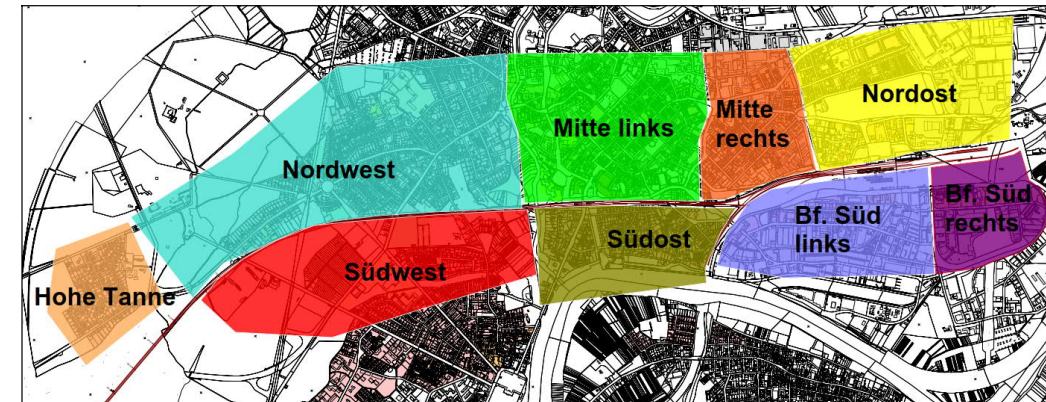 Nordost
Mitte links
Mitte
rechts
Nordwest
Bf. Süd
rechts
Bf. Süd
links
Südost
Südwest
Hohe Tanne